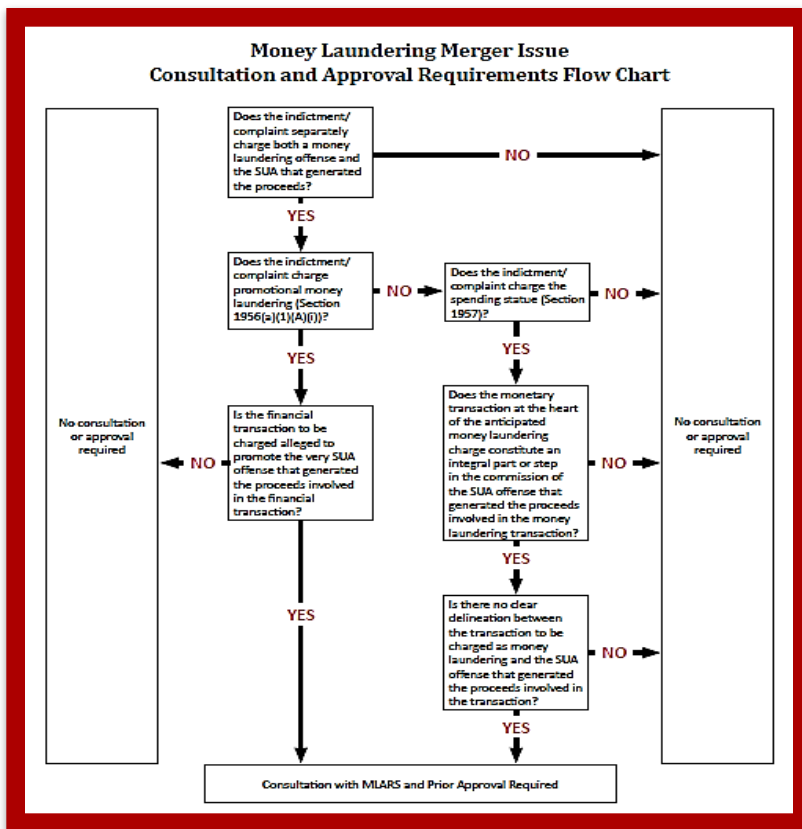 Money Laundering Merger Issue
Consultation and Approval Requirements Flow Chart
Does the indictment/
complaint separately
charge both a money
laundering offense and
the SUA that generated
the proceeds?
NO
YES
Does the indictment/
complaint charge
promotional money
laundering (Section
1956(a)(1)(A)(i))?
NO
Does the indictment/
complaint charge the
spending statue (Section
1957)?
NO
YES
YES
No consultation
or approval
required
NO
Is the financial
transaction to be
charged alleged to
promote the very SUA
offense that generated
the proceeds involved
in the financial
transaction?
Does the monetary
transaction at the heart
of the anticipated
money laundering
charge constitute an
integral part or step
in the commission of
the SUA offense that
generated the proceeds
involved in the money
laundering transaction?
NO
No consultation
or approval
required
YES
YES
Is there no clear
delineation between
the transaction to be
charged as money
laundering and the SUA
offense that generated
the proceeds involved in
the transaction?
NO
YES
Consultation with MLARS and Prior Approval Required